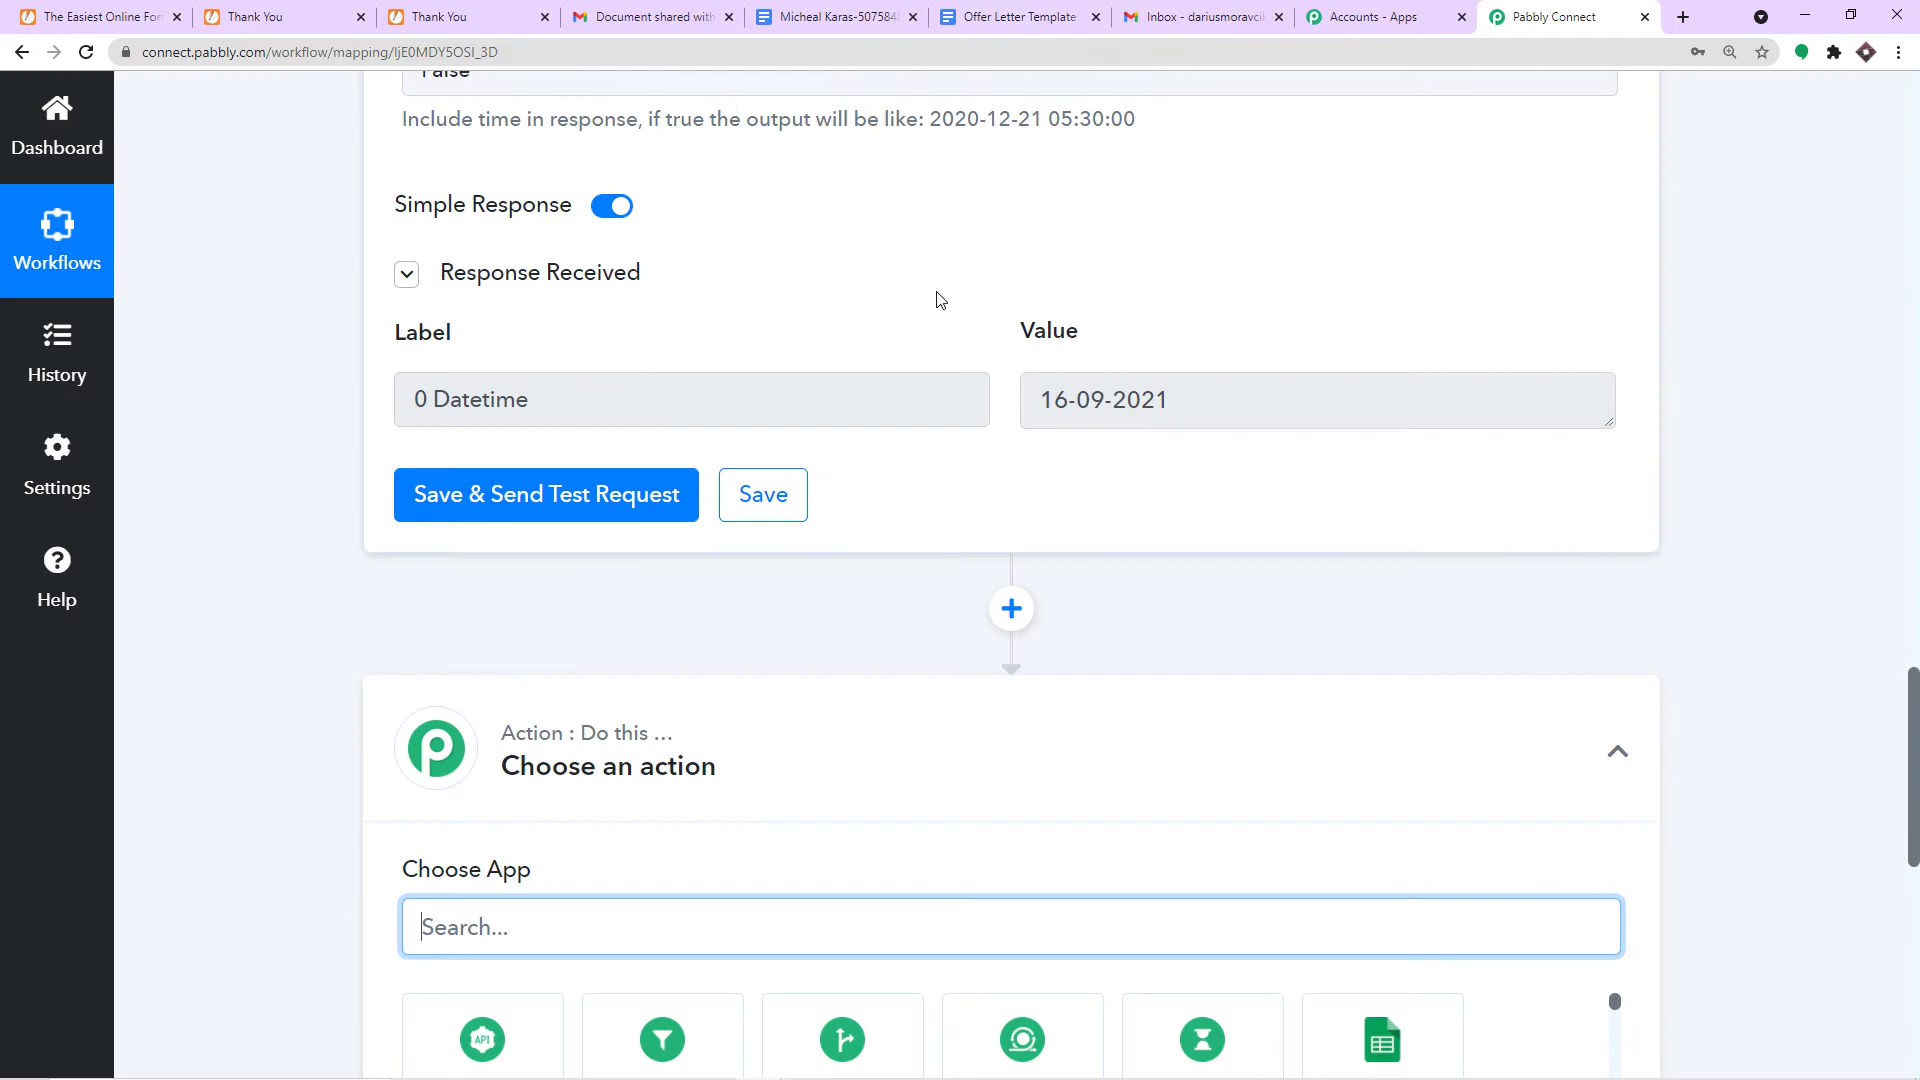 The Easiest Online For
Thank You
Thank You
Document shared with
Micheal Karas-507584
Offer Letter Template -
Inbox - dariusmoravcik
Accounts - Apps
Pabbly Connect
connect.pabbly.com/workflow/mapping/IjE0MDY5OSI_3D
Dashboard
Workflows
History
Settings
Help
False
Include time in response, if true the output will be like: 2020-12-21 05:30:00
Simple Response
Response Received
Label
Value
0 Datetime
16-09-2021
Save & Send Test Request
Save
Action : Do this ...
Choose an action
Choose App
Search...
API